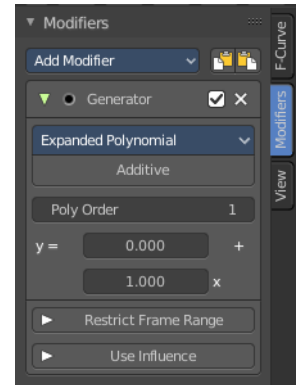 Modifiers
Add Modifier
Generator
Expanded Polynomial
Additive
Poly Order 1
y = 0.000 +
1.000 x
Restrict Frame Range
Use Influence
F-Curve
Modifiers
View